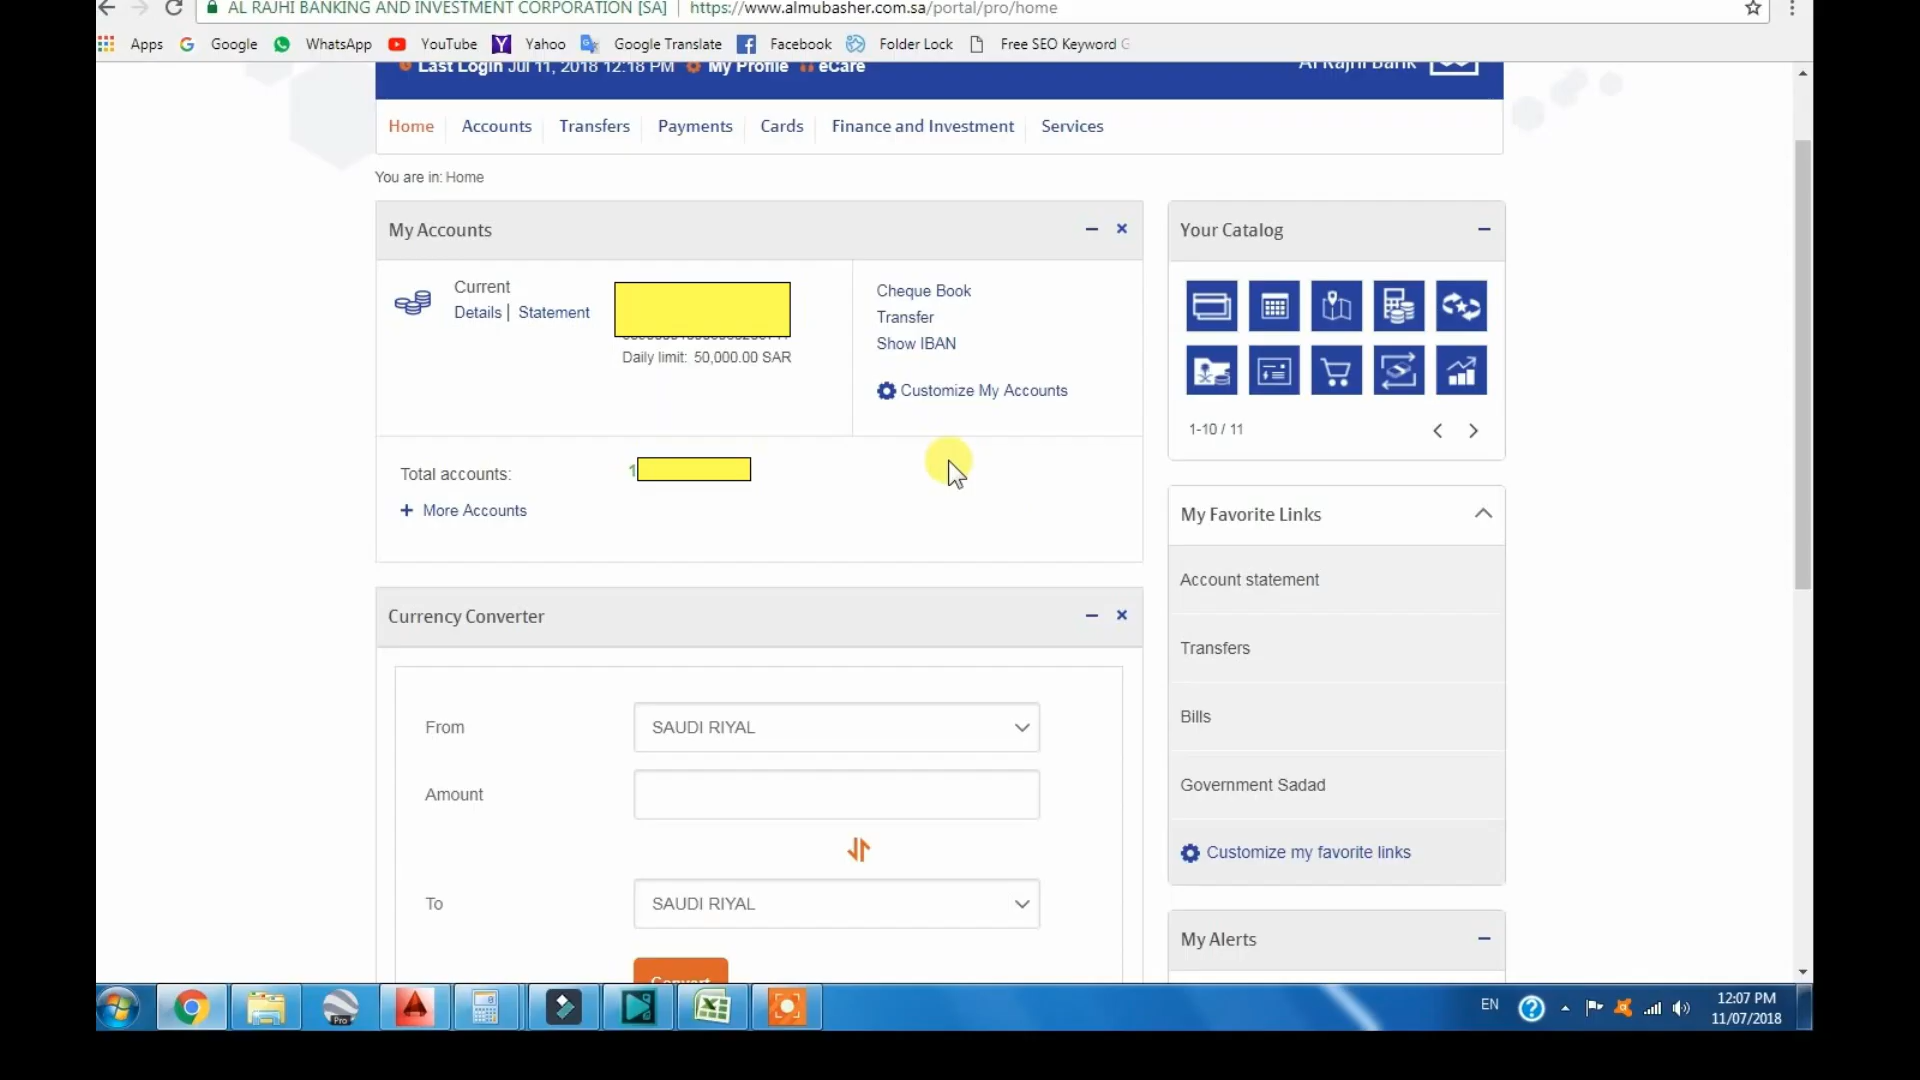 AL RAJHI BANKING AND INVESTMENT CORPORATION [SA] | https://www.almubasher.com.sa/portal/pro/home
Apps Google WhatsApp YouTube Yahoo Google Translate Facebook Folder Lock Free SEO Keyword G
Last Login Jul 11, 2018 12:18 PM My Profile eCare
Al Rajhi Bank
Home Accounts Transfers Payments Cards Finance and Investment Services
You are in: Home
My Accounts
Current
Details | Statement
Daily limit: 50,000.00 SAR
Cheque Book
Transfer
Show IBAN
Customize My Accounts
Total accounts: 1
+ More Accounts
Currency Converter
From SAUDI RIYAL
Amount
To SAUDI RIYAL
Convert
Your Catalog
1-10 / 11
My Favorite Links
Account statement
Transfers
Bills
Government Sadad
Customize my favorite links
My Alerts
Pro
EN
12:07 PM
11/07/2018